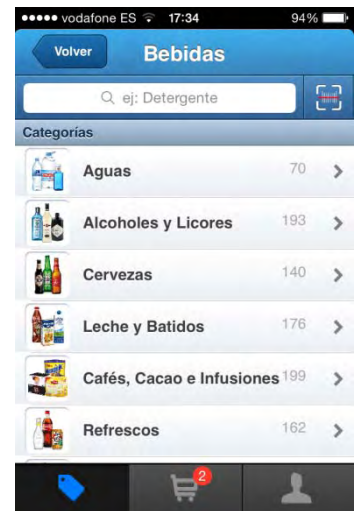 vodafone ES 17:34 94%
Volver Bebidas
ej: Detergente
Categorías
Aguas 70
Alcoholes y Licores 193
Cervezas 140
Leche y Batidos 176
Cafés, Cacao e Infusiones 199
Refrescos 162
2